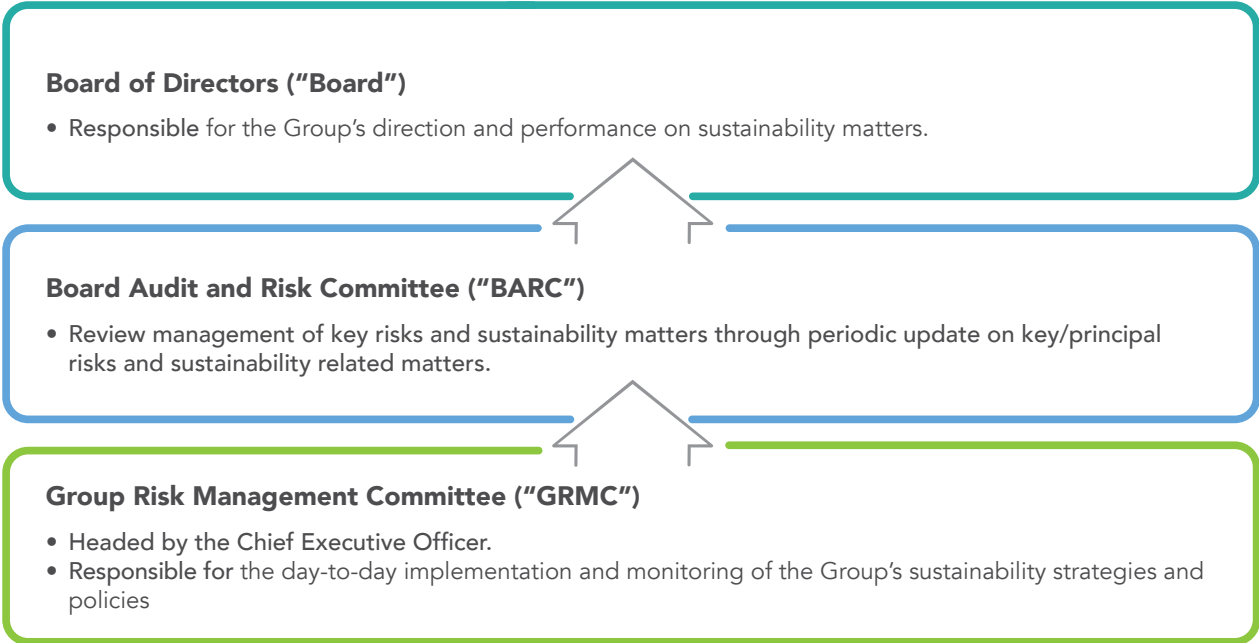 Board of Directors (“Board”)
• Responsible for the Group’s direction and performance on sustainability matters.
Board Audit and Risk Committee (“BARC”)
• Review management of key risks and sustainability matters through periodic update on key/principal
risks and sustainability related matters.
Group Risk Management Committee (“GRMC”)
• Headed by the Chief Executive Officer.
• Responsible for the day-to-day implementation and monitoring of the Group’s sustainability strategies and
policies